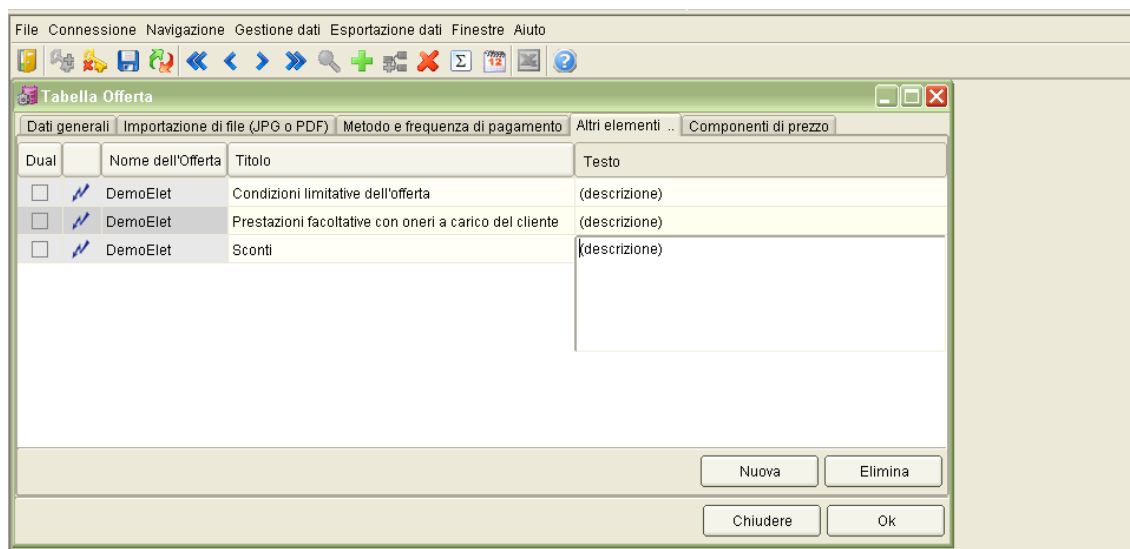 File Connessione Navigazione Gestione dati Esportazione dati Finestre Aiuto
Σ 12 ?
Tabella Offerta
Dati generali Importazione di file (JPG o PDF) Metodo e frequenza di pagamento Altri elementi .. Componenti di prezzo
Dual Nome dell'Offerta Titolo Testo
DemoElet Condizioni limitative dell'offerta (descrizione)
DemoElet Prestazioni facoltative con oneri a carico del cliente (descrizione)
DemoElet Sconti (descrizione)
Nuova Elimina
Chiudere Ok